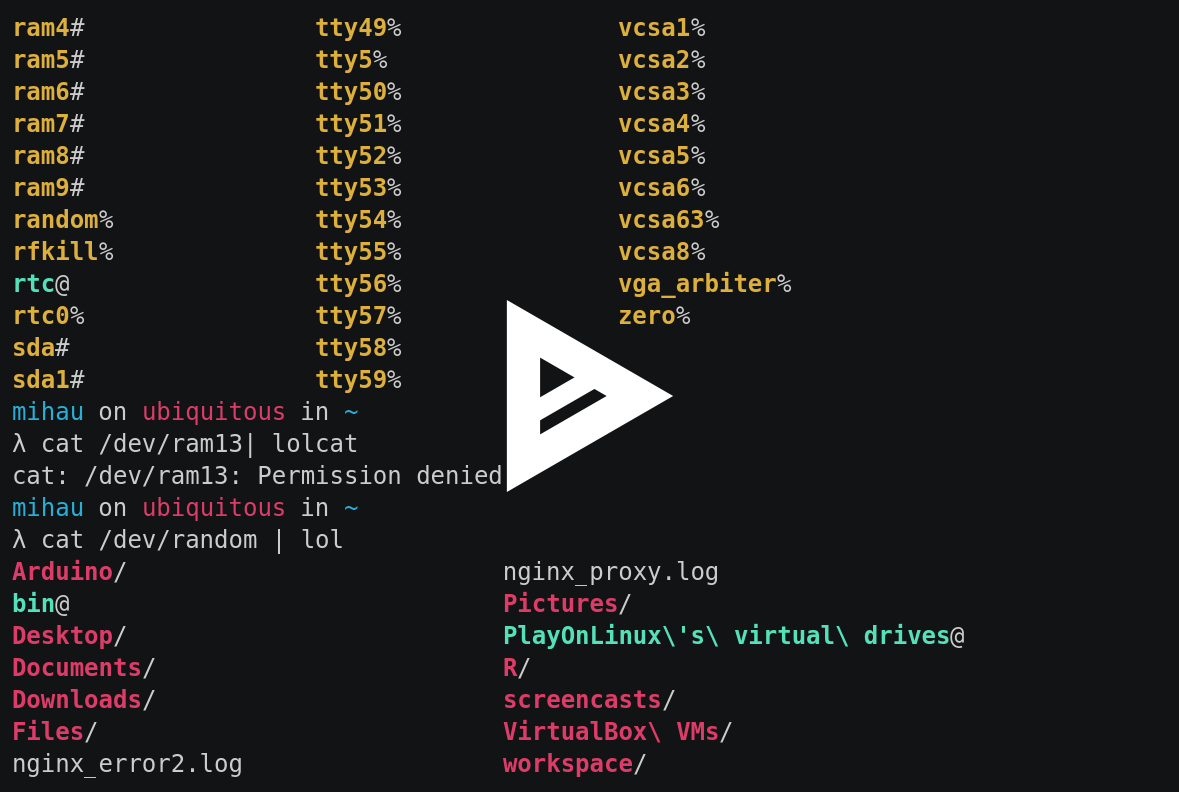 ram4# tty49% vcsa1%
ram5# tty5% vcsa2%
ram6# tty50% vcsa3%
ram7# tty51% vcsa4%
ram8# tty52% vcsa5%
ram9# tty53% vcsa6%
random% tty54% vcsa63%
rfkill% tty55% vcsa8%
rtc@ tty56% vga_arbiter%
rtc0% tty57% zero%
sda# tty58%
sda1# tty59%
mihau on ubiquitous in ~
λ cat /dev/ram13| lolcat
cat: /dev/ram13: Permission denied
mihau on ubiquitous in ~
λ cat /dev/random | lol
Arduino/ nginx_proxy.log
bin@ Pictures/
Desktop/ PlayOnLinux\'s\ virtual\ drives@
Documents/ R/
Downloads/ screencasts/
Files/ VirtualBox\ VMs/
nginx_error2.log workspace/